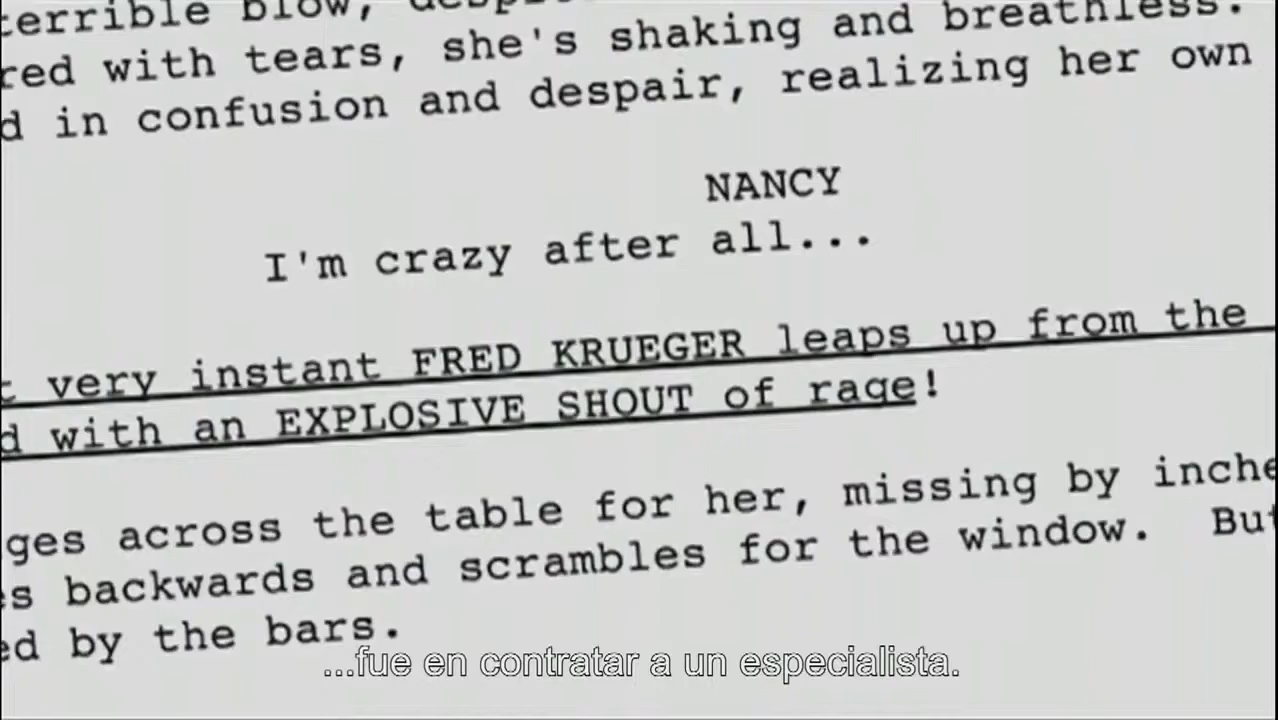 terrible blow,
red with tears, she's shaking and breathless.
d in confusion and despair, realizing her own
NANCY
I'm crazy after all...
t very instant FRED KRUEGER leaps up from the
d with an EXPLOSIVE SHOUT of rage!
ges across the table for her, missing by inche
es backwards and scrambles for the window. But
ed by the bars.
...fue en contratar a un especialista.